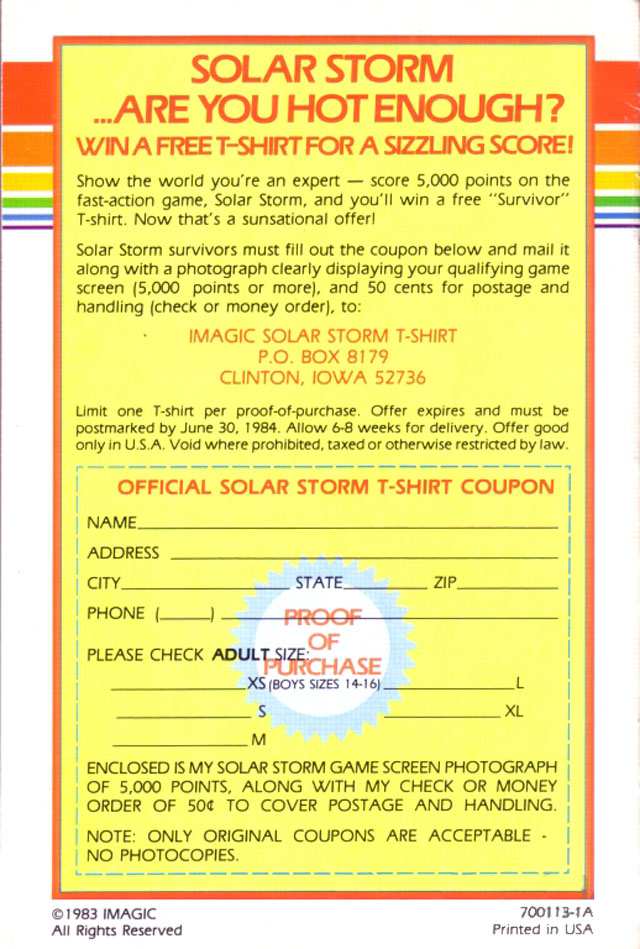 SOLAR STORM
...ARE YOU HOT ENOUGH?
WIN A FREE T-SHIRT FOR A SIZZLING SCORE!
Show the world you're an expert — score 5,000 points on the
fast-action game, Solar Storm, and you'll win a free "Survivor"
T-shirt. Now that's a sunsational offer!
Solar Storm survivors must fill out the coupon below and mail it
along with a photograph clearly displaying your qualifying game
screen (5,000 points or more), and 50 cents for postage and
handling (check or money order), to:
IMAGIC SOLAR STORM T-SHIRT
P.O. BOX 8179
CLINTON, IOWA 52736
Limit one T-shirt per proof-of-purchase. Offer expires and must be
postmarked by June 30, 1984. Allow 6-8 weeks for delivery. Offer good
only in U.S.A. Void where prohibited, taxed or otherwise restricted by law.
OFFICIAL SOLAR STORM T-SHIRT COUPON
NAME
ADDRESS
CITY STATE ZIP
PHONE ( )
PROOF
OF
PURCHASE
PLEASE CHECK ADULT SIZE:
XS (BOYS SIZES 14-16) L
S XL
M
ENCLOSED IS MY SOLAR STORM GAME SCREEN PHOTOGRAPH
OF 5,000 POINTS, ALONG WITH MY CHECK OR MONEY
ORDER OF 50¢ TO COVER POSTAGE AND HANDLING.
NOTE: ONLY ORIGINAL COUPONS ARE ACCEPTABLE -
NO PHOTOCOPIES.
©1983 IMAGIC 700113-1A
All Rights Reserved Printed in USA